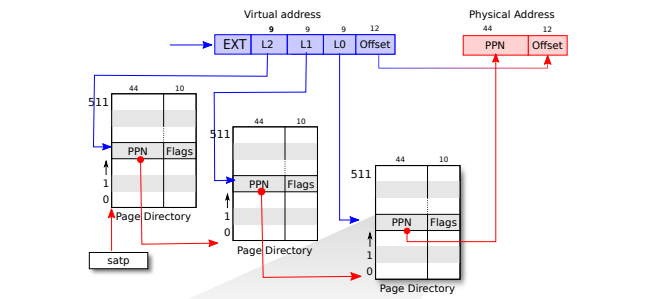 Virtual address
Physical Address
9 9 9 12
44 12
EXT L2 L1 L0 Offset
PPN Offset
44 10
511
PPN Flags
1
0
Page Directory
satp
44 10
511
PPN Flags
1
0
Page Directory
44 10
511
PPN Flags
1
0
Page Directory